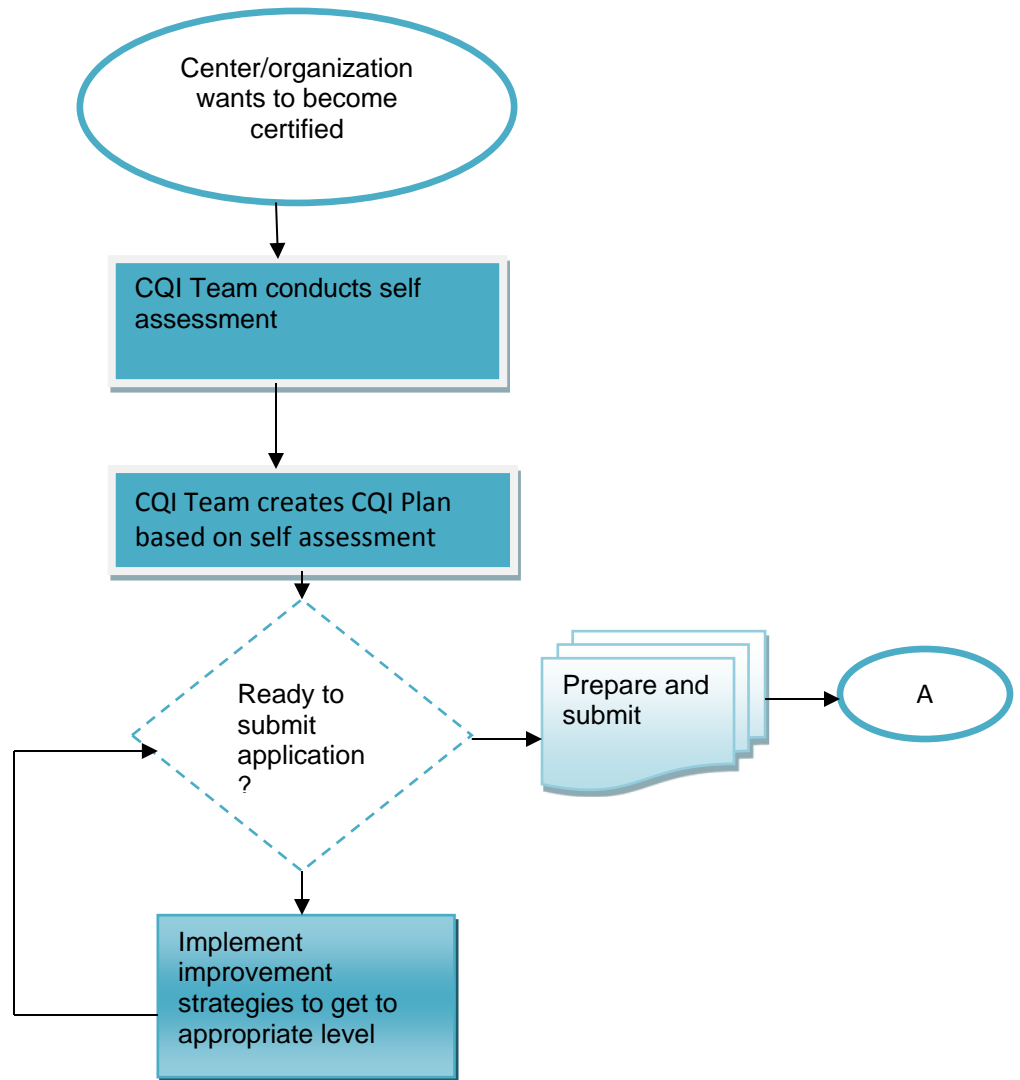 Center/organization
wants to become
certified
CQI Team conducts self
assessment
CQI Team creates CQI Plan
based on self assessment
Ready to
submit
application
?
Prepare and
submit
A
Implement
improvement
strategies to get to
appropriate level